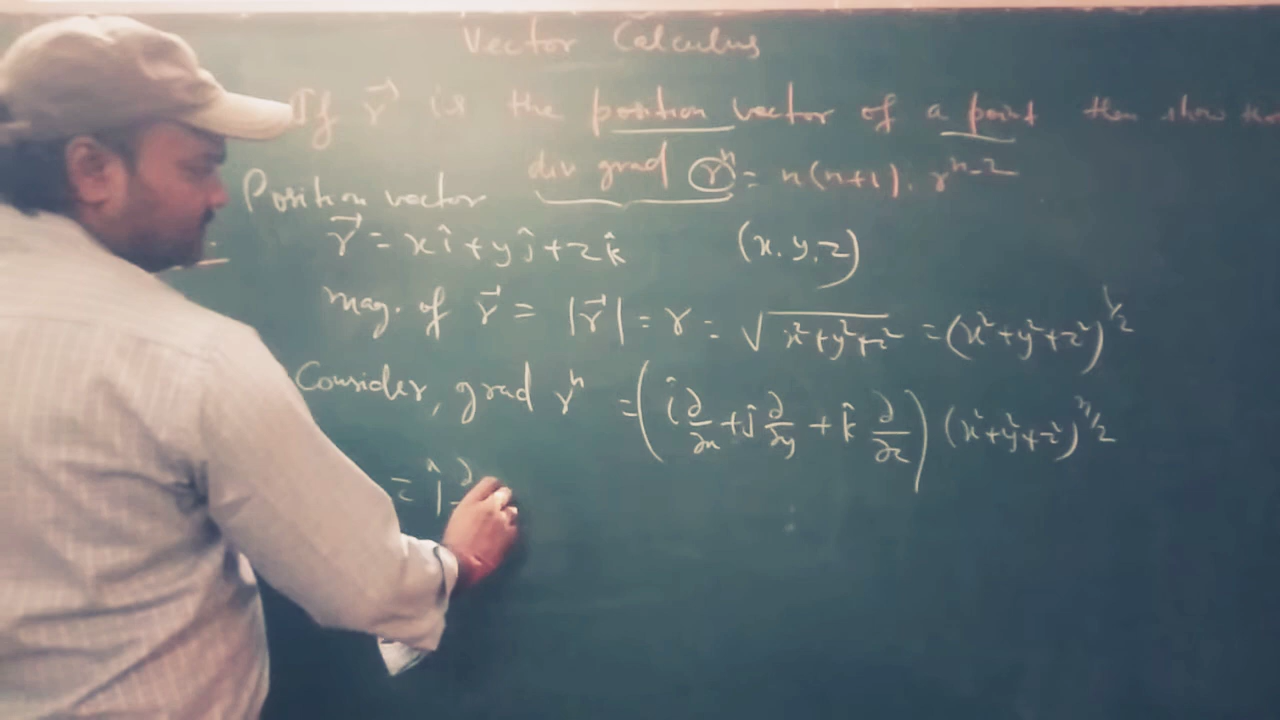 Vector Calculus
If r⃗ is the position vector of a point then show that
div grad rⁿ = n(n+1). rⁿ⁻²
Position vector
r⃗ = xî + yĵ + zk̂ (x, y, z)
mag. of r⃗ = |r⃗| = r = √x²+y²+z² = (x²+y²+z²)^1/2
Consider, grad rⁿ = (î ∂/∂x + ĵ ∂/∂y + k̂ ∂/∂z) (x²+y²+z²)^n/2
= î ∂